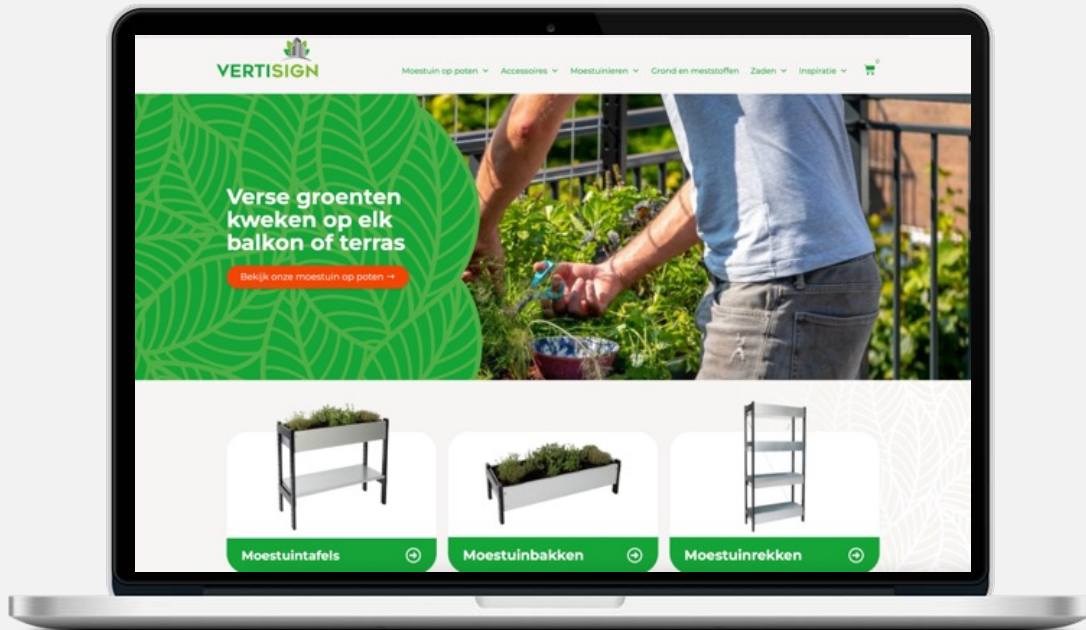 VERTISIGN
Moestuin op poten Accessoires Moestuinieren Grond en meststoffen Zaden Inspiratie 0
Verse groenten
kweken op elk
balkon of terras
Bekijk onze moestuin op poten →
Moestuintafels
Moestuinbakken
Moestuinrekken